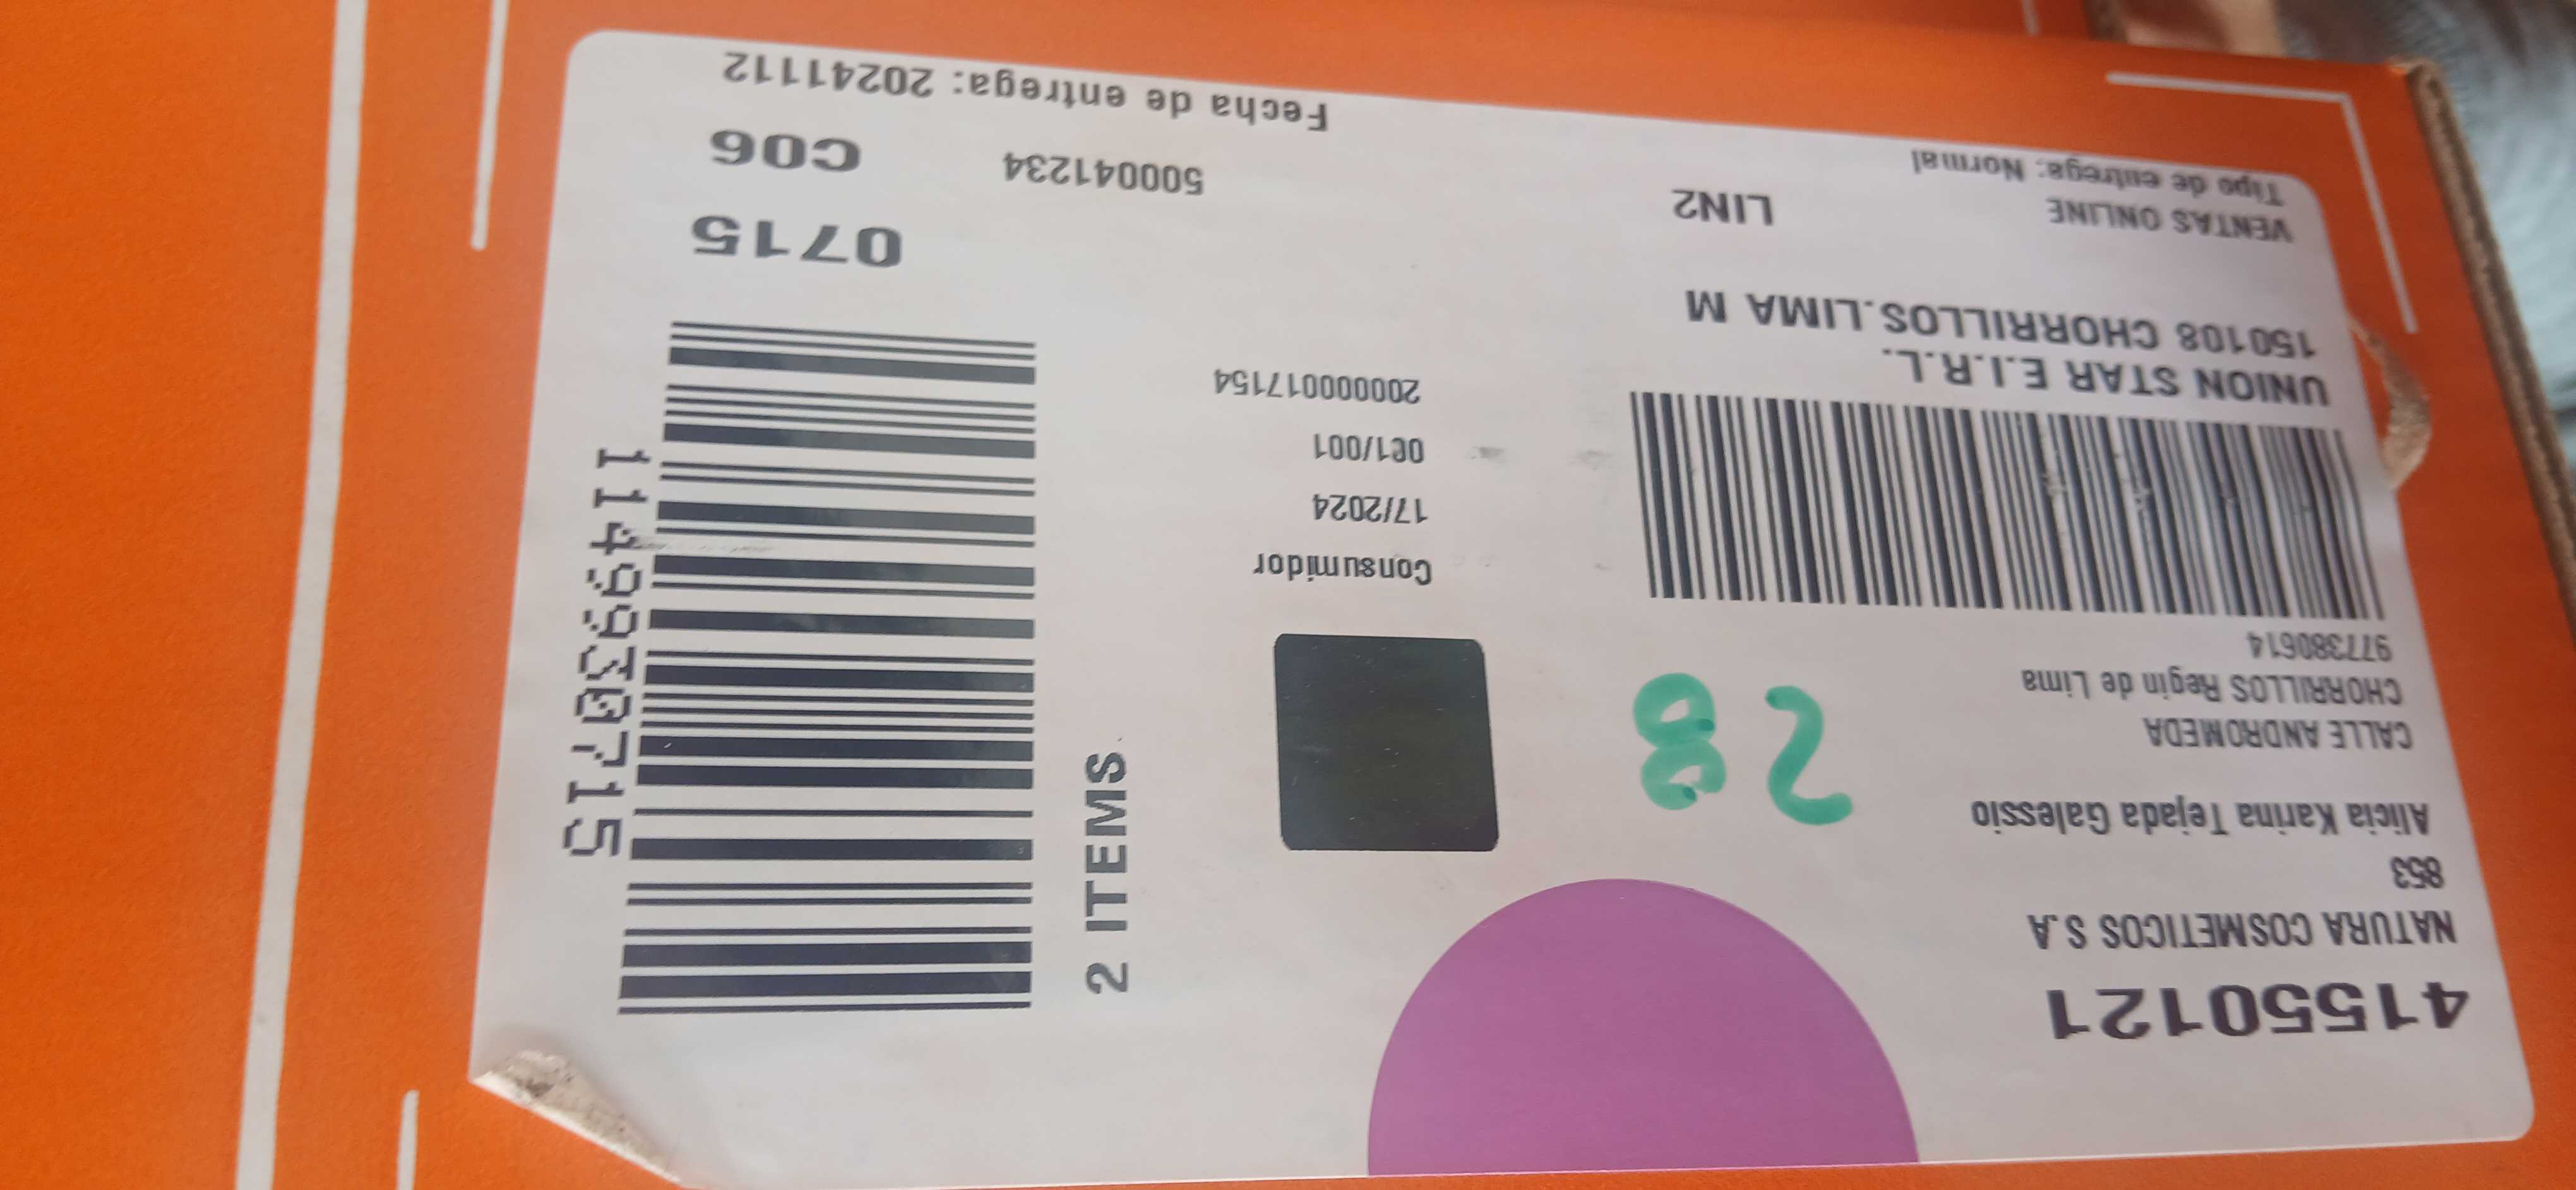 41550121
NATURA COSMETICOS S.A
853
Alicia Karina Tejada Galessio
CALLE ANDROMEDA
CHORRILLOS Regin de Lima
977380614
28
UNION STAR E.I.R.L.
150108 CHORRILLOS.LIMA M
VENTAS ONLINE
LIN2
Tipo de entrega: Normal
Consumidor
17/2024
001/001
200000017154
2 ITEMS
1149930715
0715
500041234
C06
Fecha de entrega: 20241112